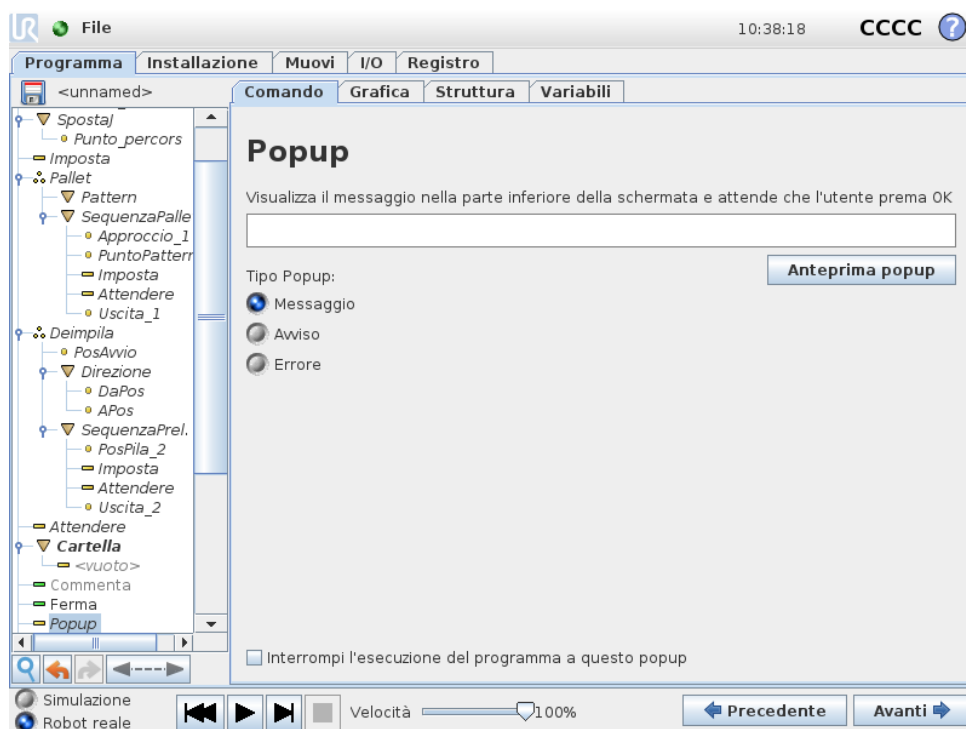 UR File 10:38:18 CCCC ?
Programma Installazione Muovi I/O Registro
<unnamed>
Comando Grafica Struttura Variabili
SpostaJ
Punto_percors
Imposta
Pallet
Pattern
SequenzaPalle
Approccio_1
PuntoPattern
Imposta
Attendere
Uscita_1
Deimpila
PosAvvio
Direzione
DaPos
APos
SequenzaPrel.
PosPila_2
Imposta
Attendere
Uscita_2
Attendere
Cartella
<vuoto>
Commenta
Ferma
Popup
Popup
Visualizza il messaggio nella parte inferiore della schermata e attende che l'utente prema OK
Anteprima popup
Tipo Popup:
Messaggio
Avviso
Errore
Interrompi l'esecuzione del programma a questo popup
Simulazione
Robot reale
Velocità 100%
Precedente Avanti